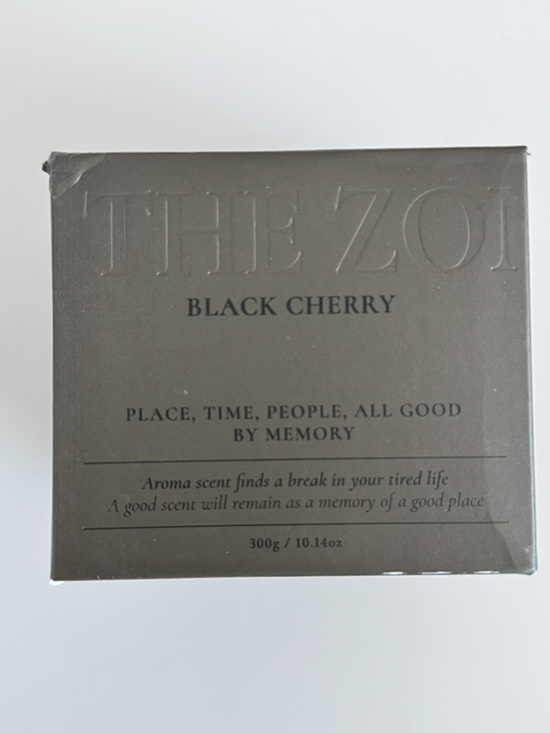 THE ZO
BLACK CHERRY
PLACE, TIME, PEOPLE, ALL GOOD
BY MEMORY
Aroma scent finds a break in your tired life
A good scent will remain as a memory of a good place
300g / 10.14oz